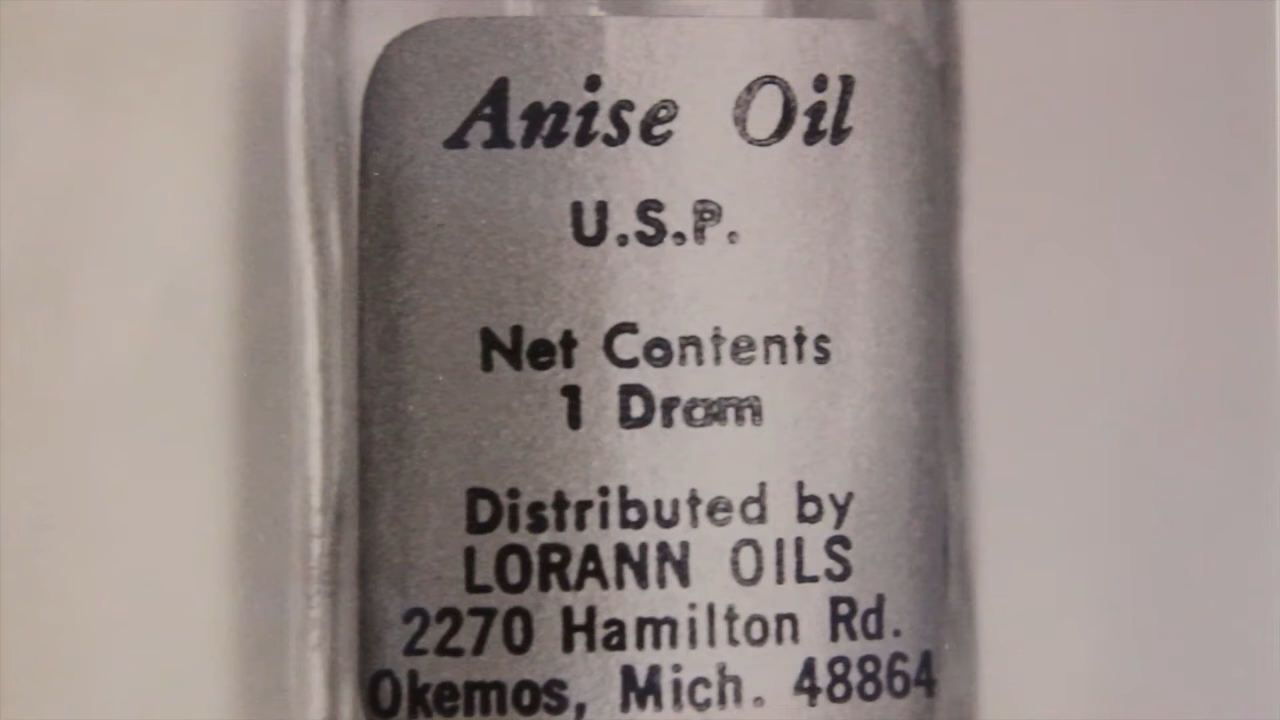 Anise Oil
U.S.P.
Net Contents
1 Dram
Distributed by
LORANN OILS
2270 Hamilton Rd.
Okemos, Mich. 48864